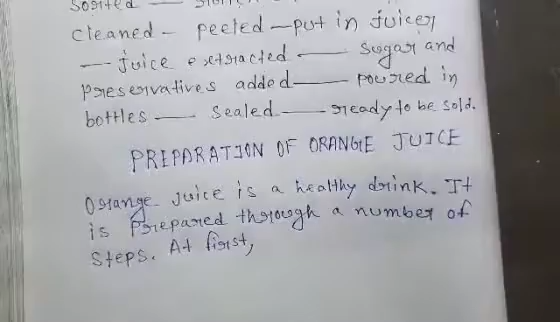 Sorted —
cleaned - peeled - put in juicer
— juice extracted — sugar and
preservatives added — poured in
bottles — sealed — ready to be sold.
PREPARATION OF ORANGE JUICE
Orange juice is a healthy drink. It
is prepared through a number of
steps. At first,